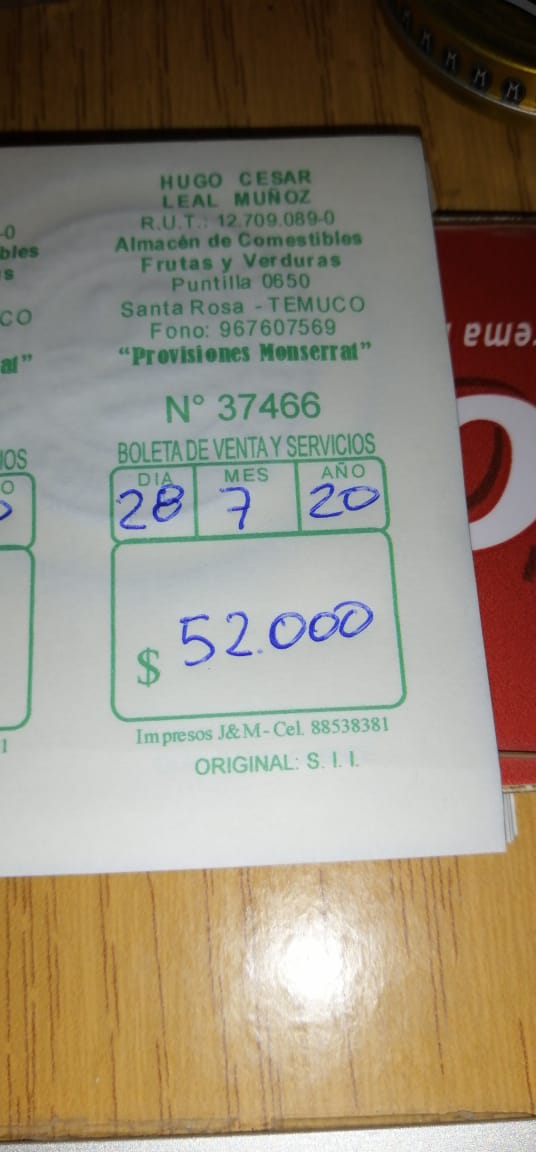 HUGO CESAR
LEAL MUÑOZ
R.U.T.: 12.709.089-0
Almacén de Comestibles
Frutas y Verduras
Puntilla 0650
Santa Rosa - TEMUCO
Fono: 967607569
“Provisiones Monserrat”
N° 37466
BOLETA DE VENTA Y SERVICIOS
DIA MES AÑO
28 7 20
$ 52.000
Impresos J&M - Cel. 88538381
ORIGINAL: S. I. I.